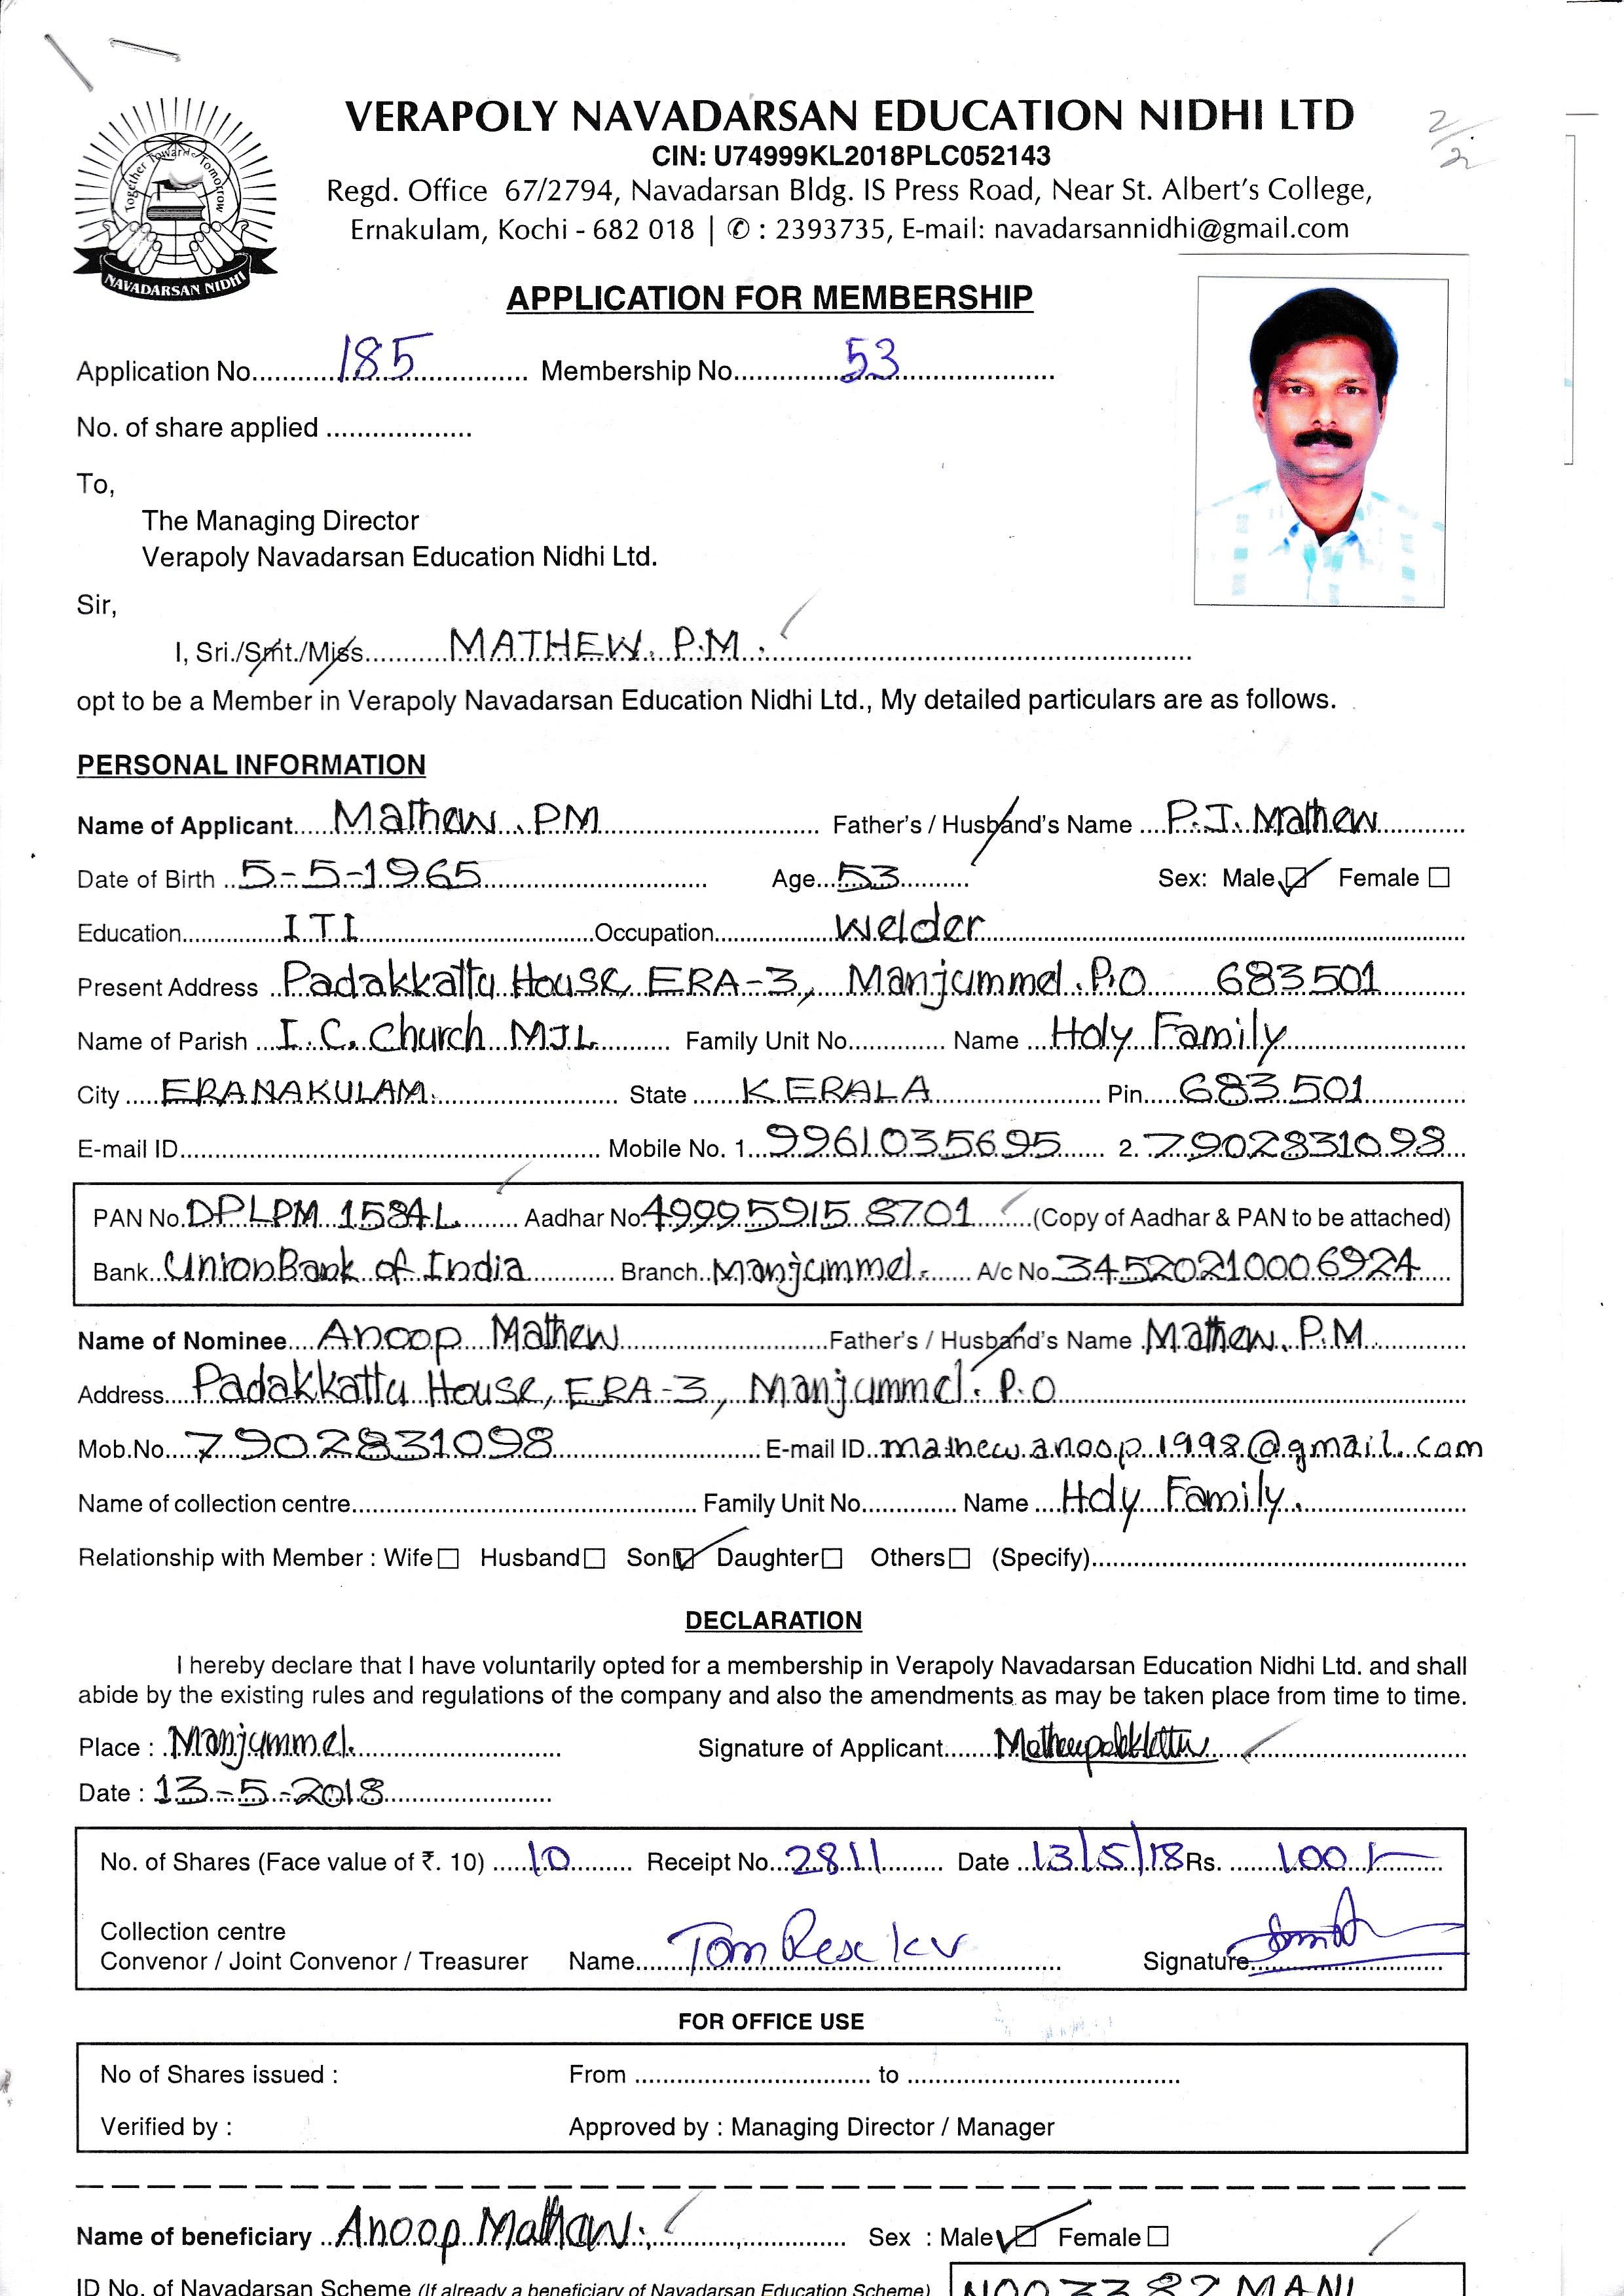 VERAPOLY NAVADARSAN EDUCATION NIDHI LTD
CIN: U74999KL2018PLC052143
Regd. Office 67/2794, Navadarsan Bldg. IS Press Road, Near St. Albert's College,
Ernakulam, Kochi - 682 018 | ✆ : 2393735, E-mail: navadarsannidhi@gmail.com
Together Towards Tomorrow
NAVADARSAN NIDHI
APPLICATION FOR MEMBERSHIP
Application No. 185 Membership No. 53
No. of share applied
To,
The Managing Director
Verapoly Navadarsan Education Nidhi Ltd.
Sir,
I, Sri./Smt./Miss MATHEW. P.M.
opt to be a Member in Verapoly Navadarsan Education Nidhi Ltd., My detailed particulars are as follows.
PERSONAL INFORMATION
Name of Applicant Mathew. PM Father's / Husband's Name P.J. Mathew
Date of Birth 5-5-1965 Age 53 Sex: Male ☑ Female ☐
Education ITI Occupation Welder
Present Address Padakkattu House, ERA-3, Manjummel. P.O 683501
Name of Parish I.C. Church MJL Family Unit No. Name Holy Family
City ERANAKULAM. State KERALA Pin 683501
E-mail ID Mobile No. 1. 9961035695 2. 7902831098
PAN No. DPLPM 1584L Aadhar No 4999 5915 8701 (Copy of Aadhar & PAN to be attached)
Bank Union Bank of India Branch Manjummel. A/c No. 34520210006924
Name of Nominee Anoop Mathew Father's / Husband's Name Mathew. P.M
Address Padakkattu House, ERA-3, Manjummel. P.O
Mob.No. 7902831098 E-mail ID mathew.anoop.1998@gmail.com
Name of collection centre Family Unit No. Name Holy Family.
Relationship with Member : Wife ☐ Husband ☐ Son ☑ Daughter ☐ Others ☐ (Specify)
DECLARATION
I hereby declare that I have voluntarily opted for a membership in Verapoly Navadarsan Education Nidhi Ltd. and shall
abide by the existing rules and regulations of the company and also the amendments as may be taken place from time to time.
Place : Manjummel. Signature of Applicant
Date : 13-5-2018
No. of Shares (Face value of ₹. 10) 10 Receipt No. 2811 Date 13/5/18 Rs. 100/-
Collection centre
Convenor / Joint Convenor / Treasurer Name Tom Rex KV Signature
FOR OFFICE USE
No of Shares issued : From to
Verified by : Approved by : Managing Director / Manager
Name of beneficiary Anoop Mathew. Sex : Male ☑ Female ☐
ID No. of Navadarsan Scheme (If already a beneficiary of Navadarsan Education Scheme)